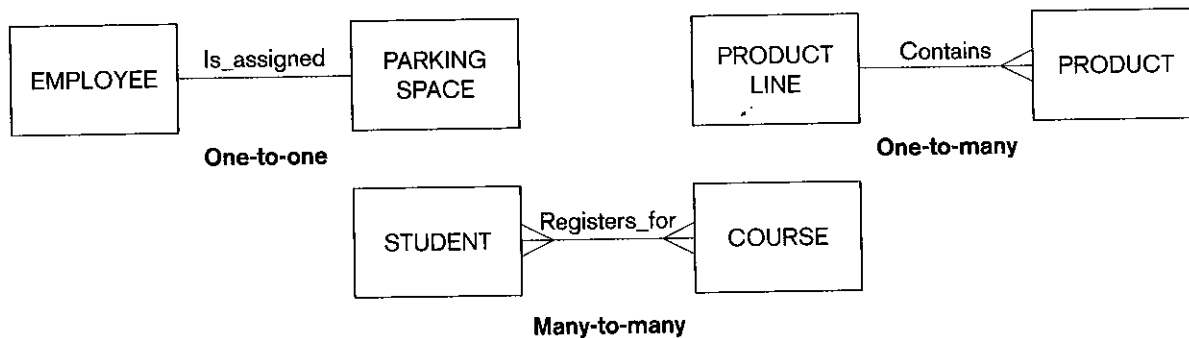 EMPLOYEE
Is_assigned
PARKING
SPACE
One-to-one
PRODUCT
LINE
Contains
PRODUCT
One-to-many
STUDENT
Registers_for
COURSE
Many-to-many